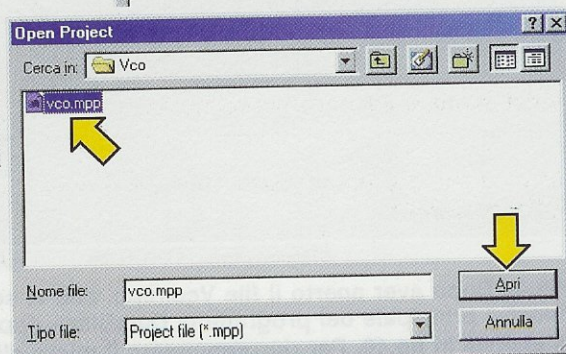 Open Project
Cerca in: Vco
vco.mpp
Nome file: vco.mpp
Apri
Tipo file: Project file (*.mpp)
Annulla